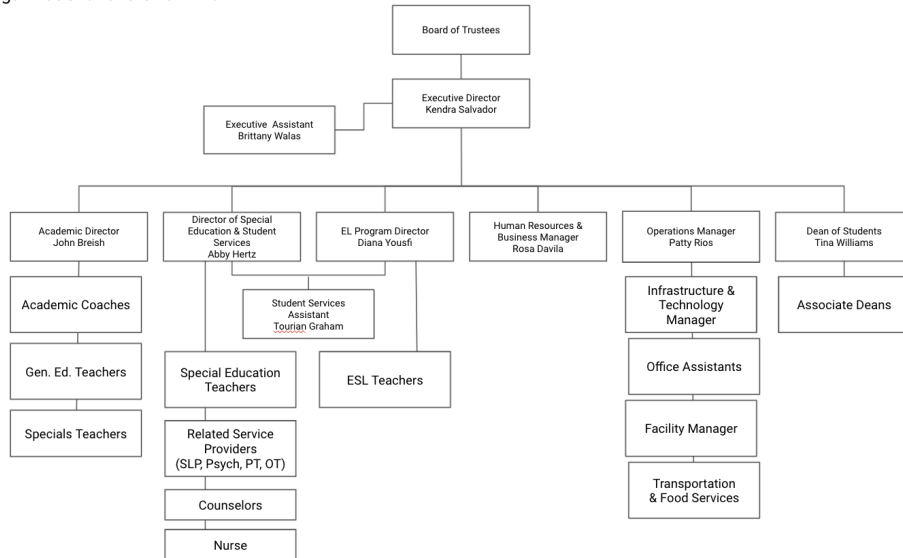 Board of Trustees
Executive Director
Kendra Salvador
Executive Assistant
Brittany Walas
Academic Director
John Breish
Director of Special
Education & Student
Services
Abby Hertz
EL Program Director
Diana Yousfi
Human Resources &
Business Manager
Rosa Davila
Operations Manager
Patty Rios
Dean of Students
Tina Williams
Student Services
Assistant
Tourian Graham
Academic Coaches
Gen. Ed. Teachers
Specials Teachers
Special Education
Teachers
Related Service
Providers
(SLP, Psych, PT, OT)
Counselors
Nurse
ESL Teachers
Infrastructure &
Technology
Manager
Office Assistants
Facility Manager
Transportation
& Food Services
Associate Deans